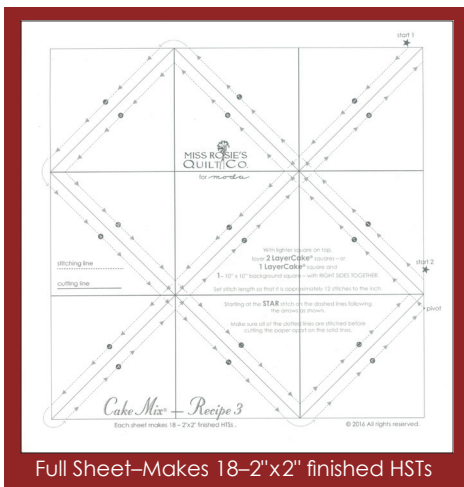 start 1
MISS ROSIE'S
QUILT CO.
for moda
With lighter square on top,
layer 2 LayerCake® squares – or
1 LayerCake® square and
1– 10" x 10" background square – with RIGHT SIDES TOGETHER.
start 2
stitching line
Set stitch length so that it is approximately 12 stitches to the inch.
cutting line
Starting at the STAR stitch on the dashed lines following
the arrows as shown.
pivot
Make sure all of the dotted lines are stitched before
cutting the paper apart on the solid lines.
Cake Mix® – Recipe 3
Each sheet makes 18 – 2"x2" finished HSTs.
© 2016 All rights reserved.
Full Sheet–Makes 18–2"x2" finished HSTs